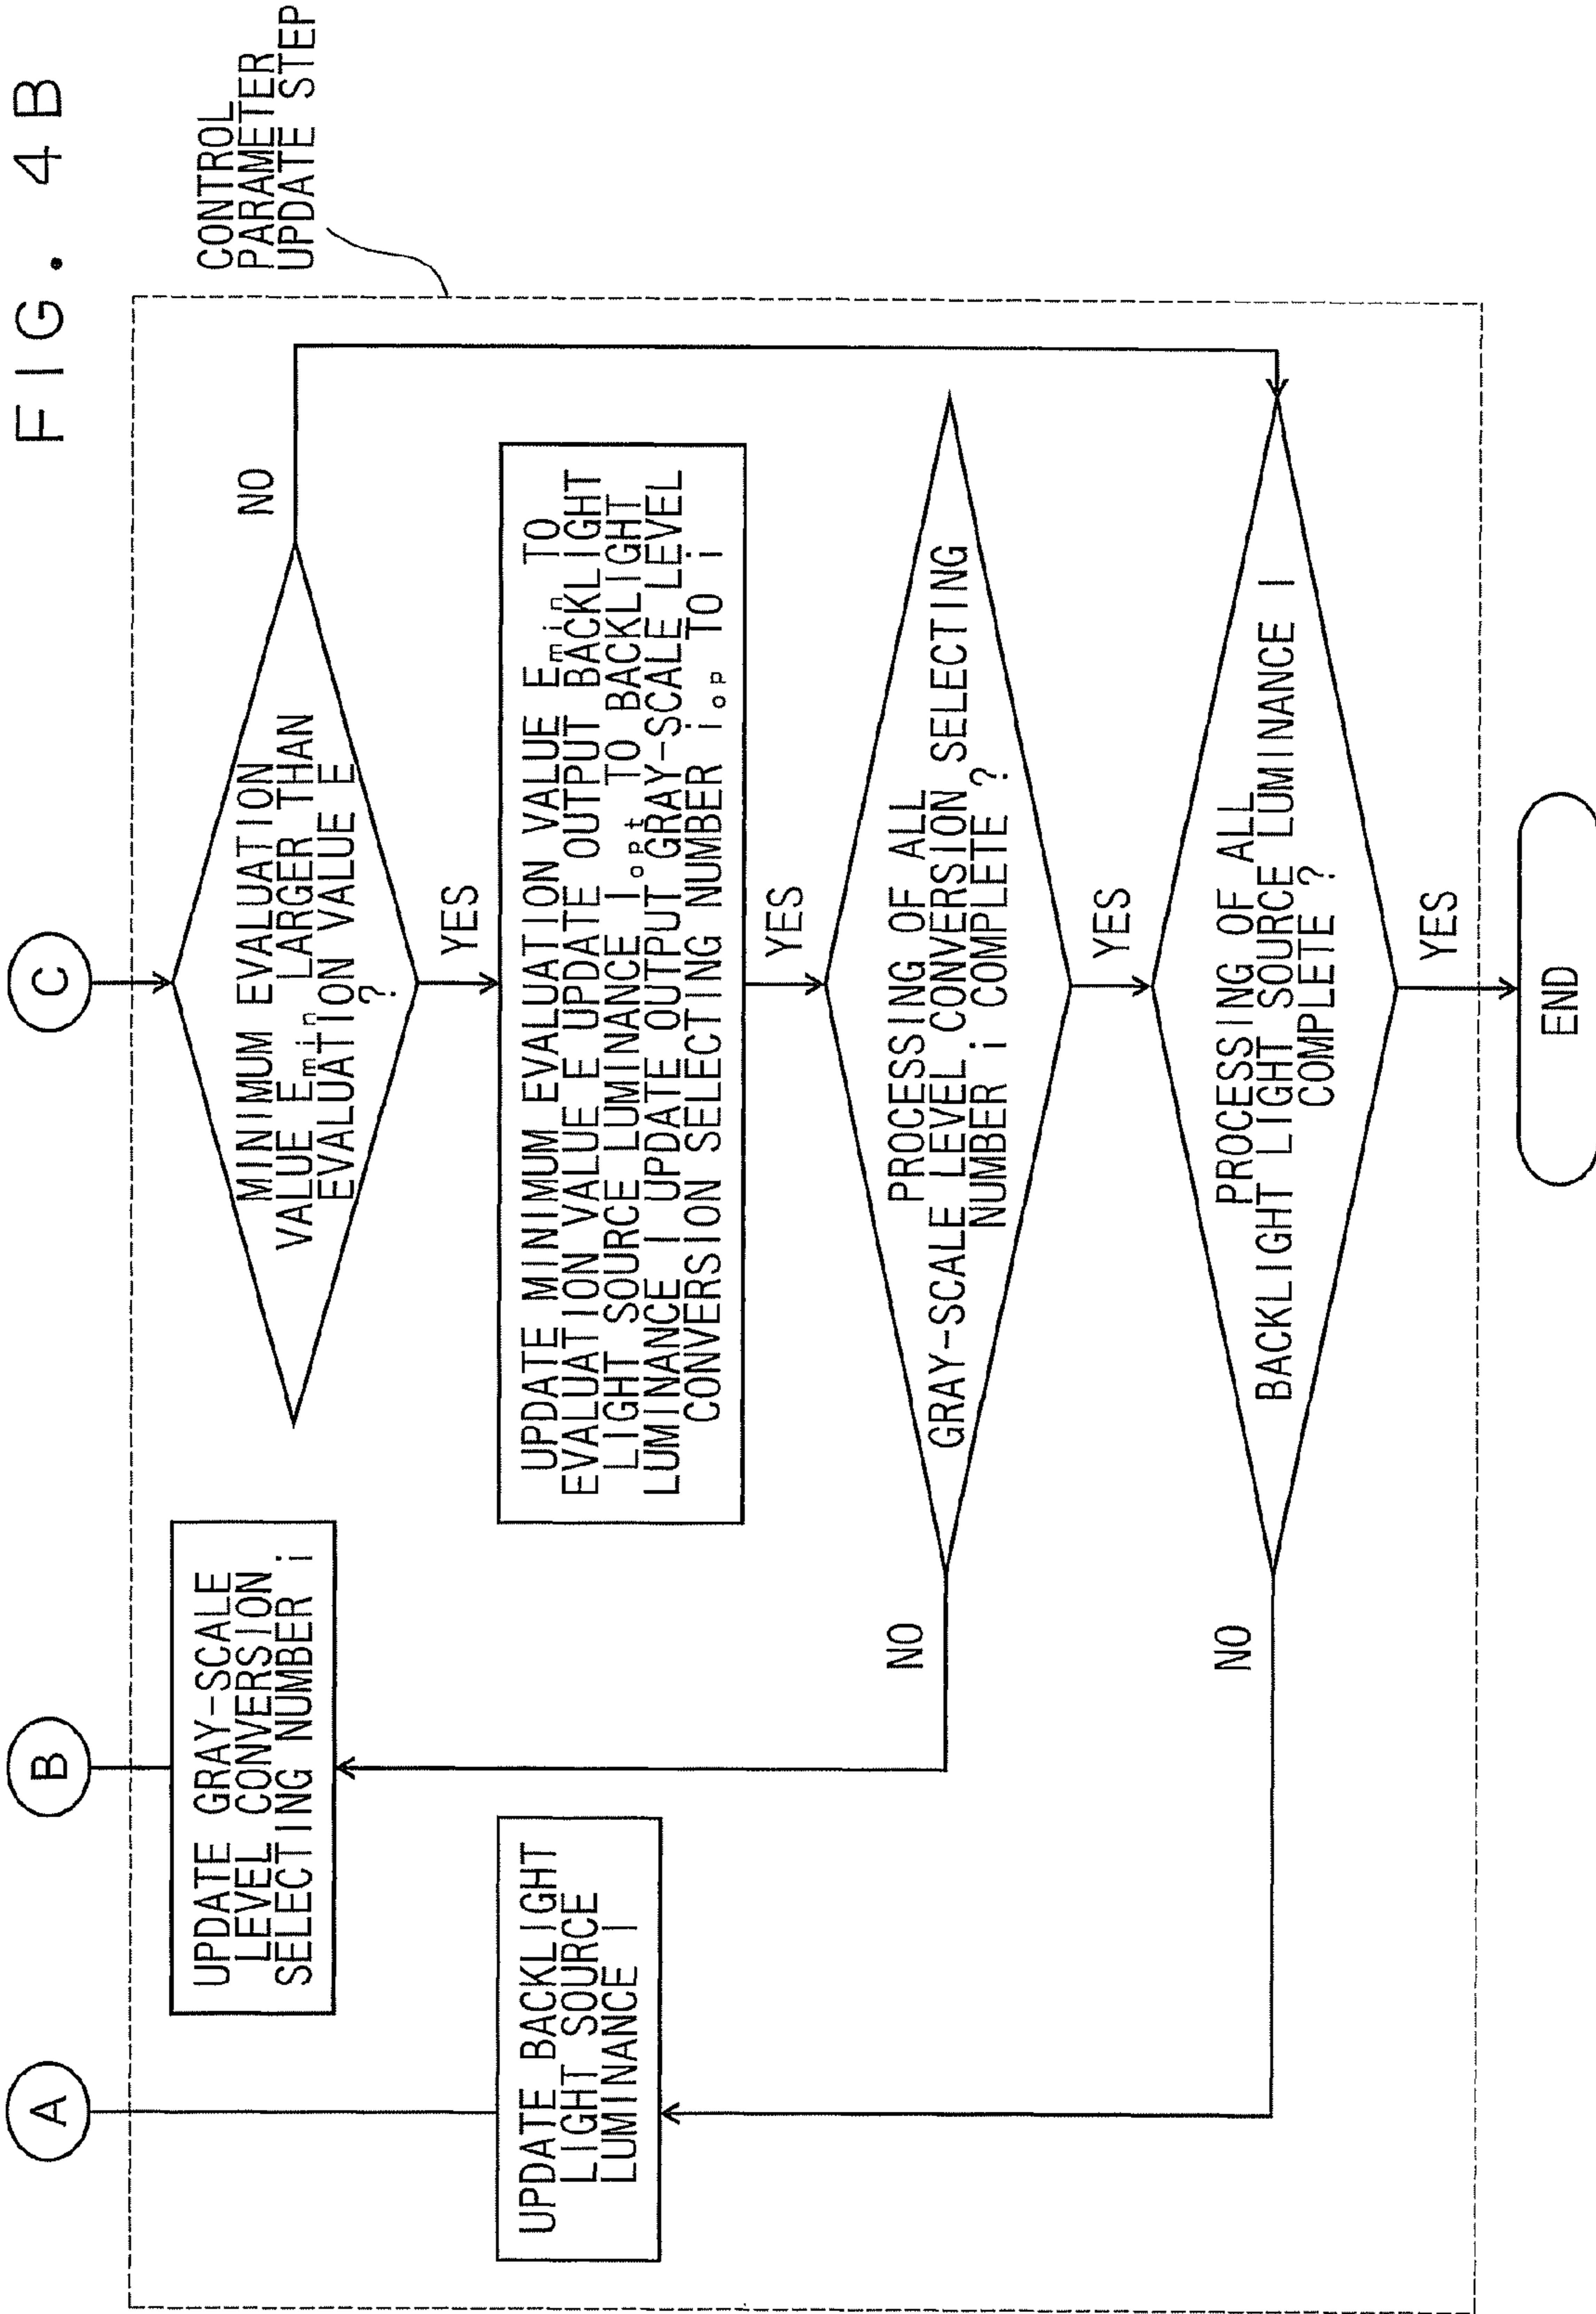 FIG. 4B
CONTROL
PARAMETER
UPDATE STEP
C
MINIMUM EVALUATION
VALUE Emin LARGER THAN
EVALUATION VALUE E
?
NO
YES
UPDATE MINIMUM EVALUATION VALUE Emin TO
EVALUATION VALUE E UPDATE OUTPUT BACKLIGHT
LIGHT SOURCE LUMINANCE Iopt TO BACKLIGHT
LUMINANCE I UPDATE OUTPUT GRAY-SCALE LEVEL
CONVERSION SELECTING NUMBER iop TO i
YES
PROCESSING OF ALL
GRAY-SCALE LEVEL CONVERSION SELECTING
NUMBER i COMPLETE ?
NO
YES
PROCESSING OF ALL
BACKLIGHT LIGHT SOURCE LUMINANCE I
COMPLETE ?
NO
YES
END
B
UPDATE GRAY-SCALE
LEVEL CONVERSION
SELECTING NUMBER i
A
UPDATE BACKLIGHT
LIGHT SOURCE
LUMINANCE I